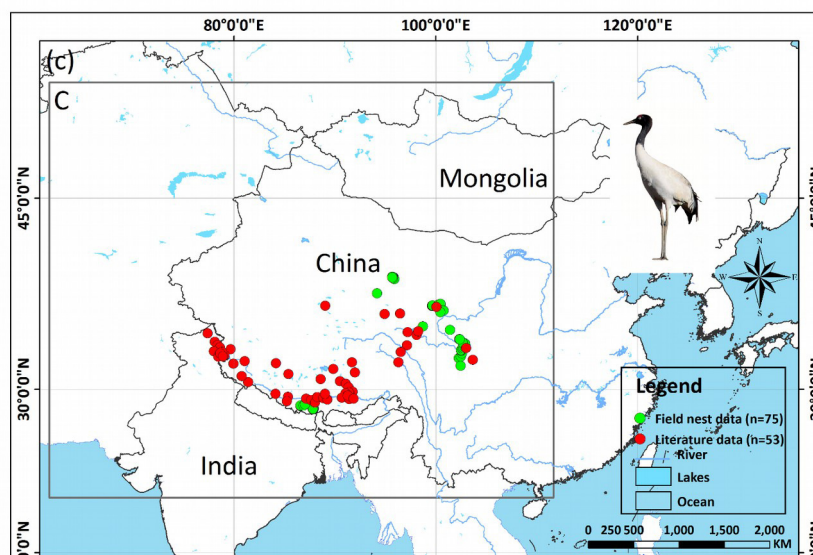 80°0'0"E 100°0'0"E 120°0'0"E
(c)
C
Mongolia
45°0'0"N
China
N
W E
S
30°0'0"N
India
Legend
Field nest data (n=75)
Literature data (n=53)
River
Lakes
Ocean
0 250 500 1,000 1,500 2,000
KM